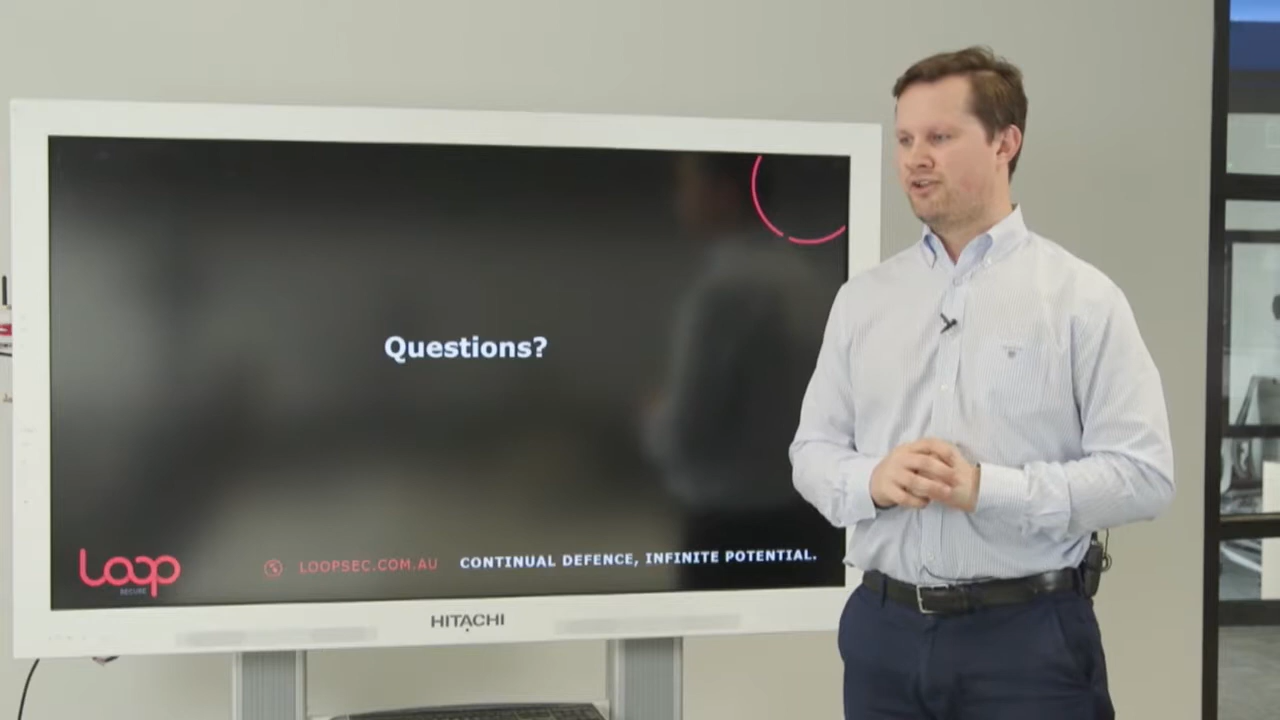 Questions?
Loop
SECURE
LOOPSEC.COM.AU
CONTINUAL DEFENCE, INFINITE POTENTIAL.
HITACHI